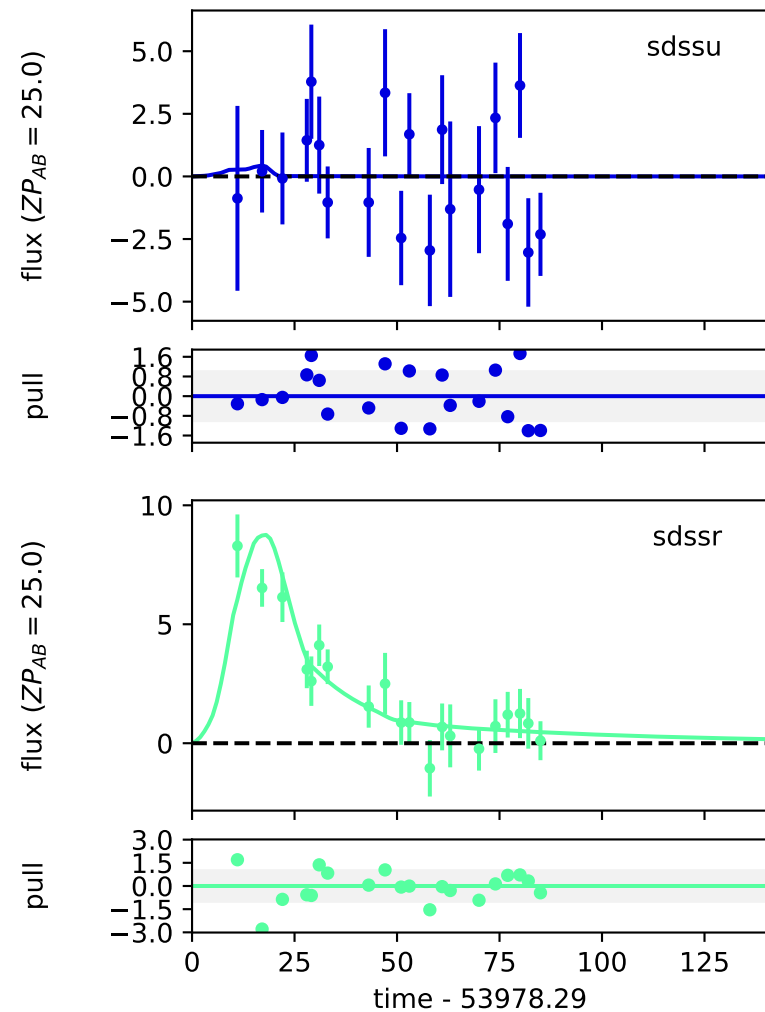 sdssu
flux (ZP_AB = 25.0)
5.0
2.5
0.0
−2.5
−5.0
pull
1.6
0.8
0.0
−0.8
−1.6
sdssr
flux (ZP_AB = 25.0)
10
5
0
pull
3.0
1.5
0.0
−1.5
−3.0
0 25 50 75 100 125
time - 53978.29